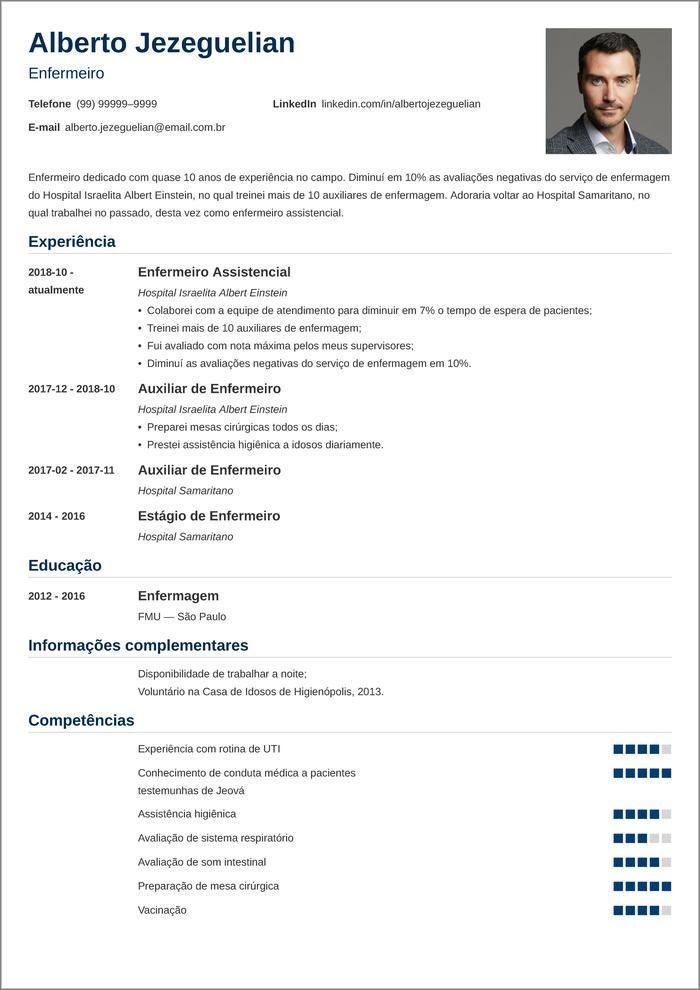 Alberto Jezeguelian
Enfermeiro
Telefone (99) 99999–9999
LinkedIn linkedin.com/in/albertojezeguelian
E-mail alberto.jezeguelian@email.com.br
Enfermeiro dedicado com quase 10 anos de experiência no campo. Diminuí em 10% as avaliações negativas do serviço de enfermagem
do Hospital Israelita Albert Einstein, no qual treinei mais de 10 auxiliares de enfermagem. Adoraria voltar ao Hospital Samaritano, no
qual trabalhei no passado, desta vez como enfermeiro assistencial.
Experiência
2018-10 -
atualmente
Enfermeiro Assistencial
Hospital Israelita Albert Einstein
• Colaborei com a equipe de atendimento para diminuir em 7% o tempo de espera de pacientes;
• Treinei mais de 10 auxiliares de enfermagem;
• Fui avaliado com nota máxima pelos meus supervisores;
• Diminuí as avaliações negativas do serviço de enfermagem em 10%.
2017-12 - 2018-10
Auxiliar de Enfermeiro
Hospital Israelita Albert Einstein
• Preparei mesas cirúrgicas todos os dias;
• Prestei assistência higiênica a idosos diariamente.
2017-02 - 2017-11
Auxiliar de Enfermeiro
Hospital Samaritano
2014 - 2016
Estágio de Enfermeiro
Hospital Samaritano
Educação
2012 - 2016
Enfermagem
FMU — São Paulo
Informações complementares
Disponibilidade de trabalhar a noite;
Voluntário na Casa de Idosos de Higienópolis, 2013.
Competências
Experiência com rotina de UTI
Conhecimento de conduta médica a pacientes
testemunhas de Jeová
Assistência higiênica
Avaliação de sistema respiratório
Avaliação de som intestinal
Preparação de mesa cirúrgica
Vacinação